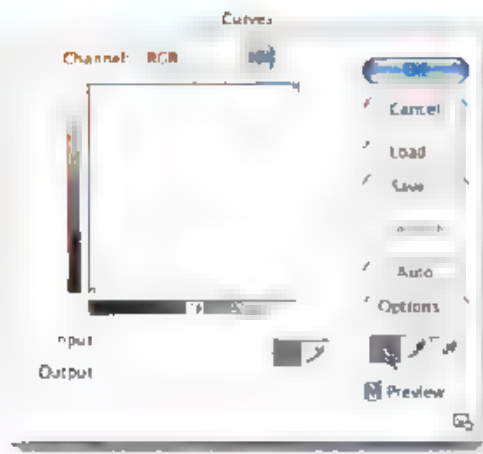 Curves
Channel: RGB
OK
Cancel
Load
Save
Auto
Options
Input
Output
Preview